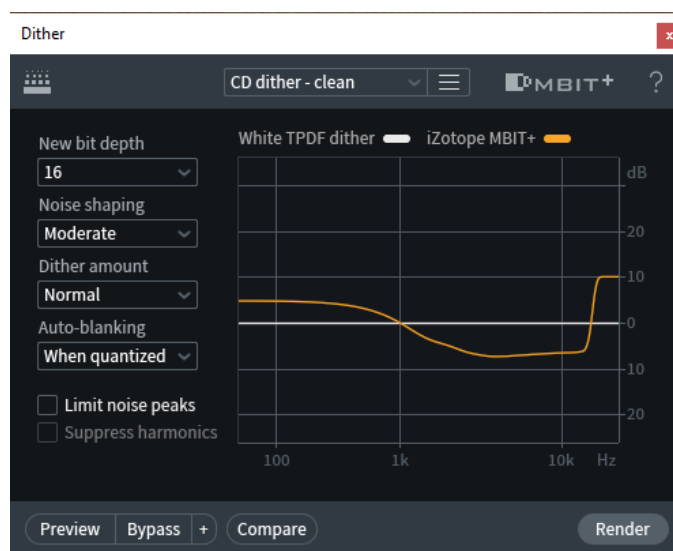 Dither
x
CD dither - clean
MBIT+
?
New bit depth
16
Noise shaping
Moderate
Dither amount
Normal
Auto-blanking
When quantized
Limit noise peaks
Suppress harmonics
White TPDF dither
iZotope MBIT+
dB
20
10
0
10
20
100 1k 10k Hz
Preview Bypass + Compare Render